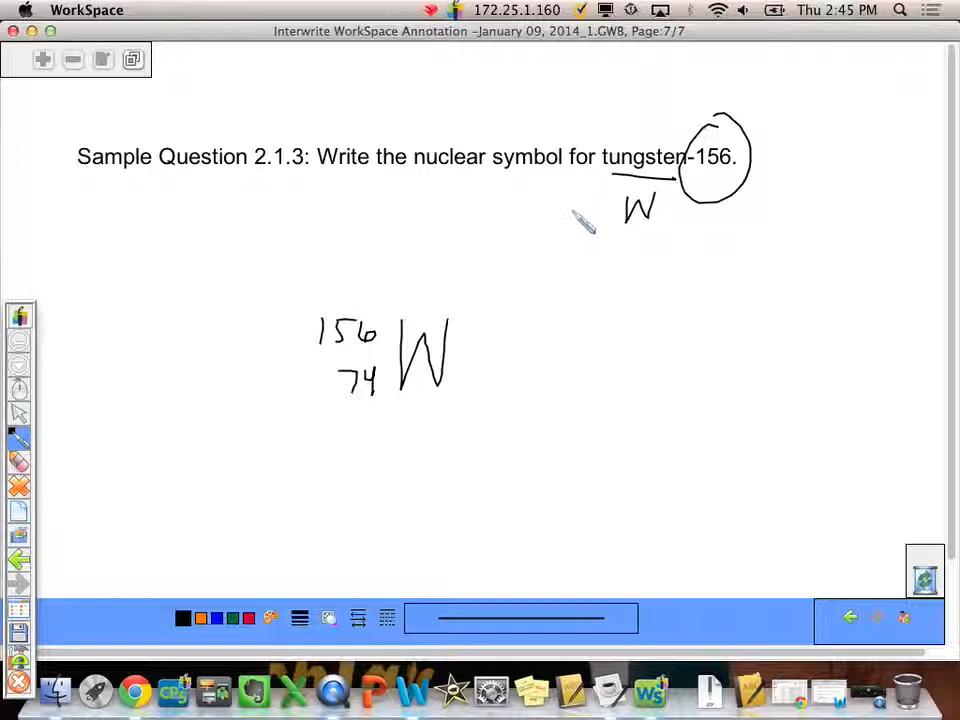 WorkSpace
172.25.1.160
Thu 2:45 PM
Interwrite WorkSpace Annotation -January 09, 2014_1.GWB, Page:7/7
Sample Question 2.1.3: Write the nuclear symbol for tungsten-156.
W
156
74
W